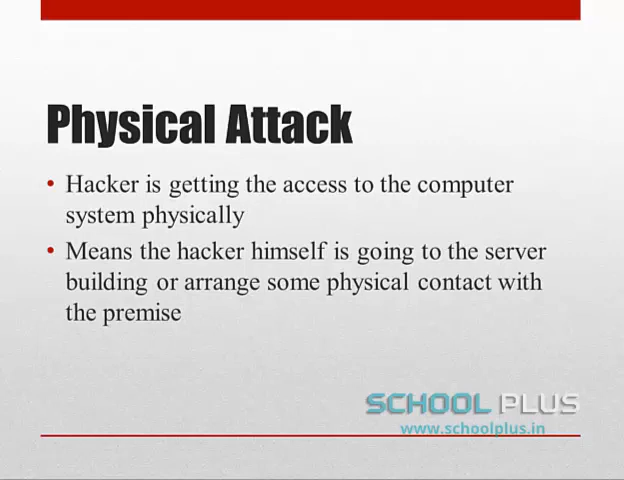 Physical Attack
• Hacker is getting the access to the computer
system physically
• Means the hacker himself is going to the server
building or arrange some physical contact with
the premise
SCHOOL PLUS
www.schoolplus.in